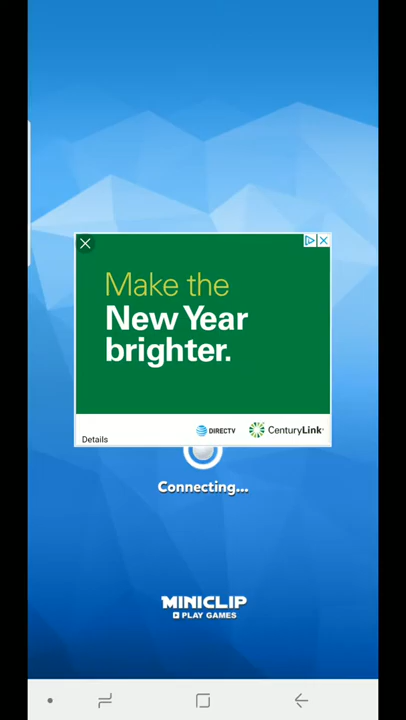 Make the
New Year
brighter.
DIRECTV
CenturyLink
Details
Connecting...
MINICLIP
PLAY GAMES